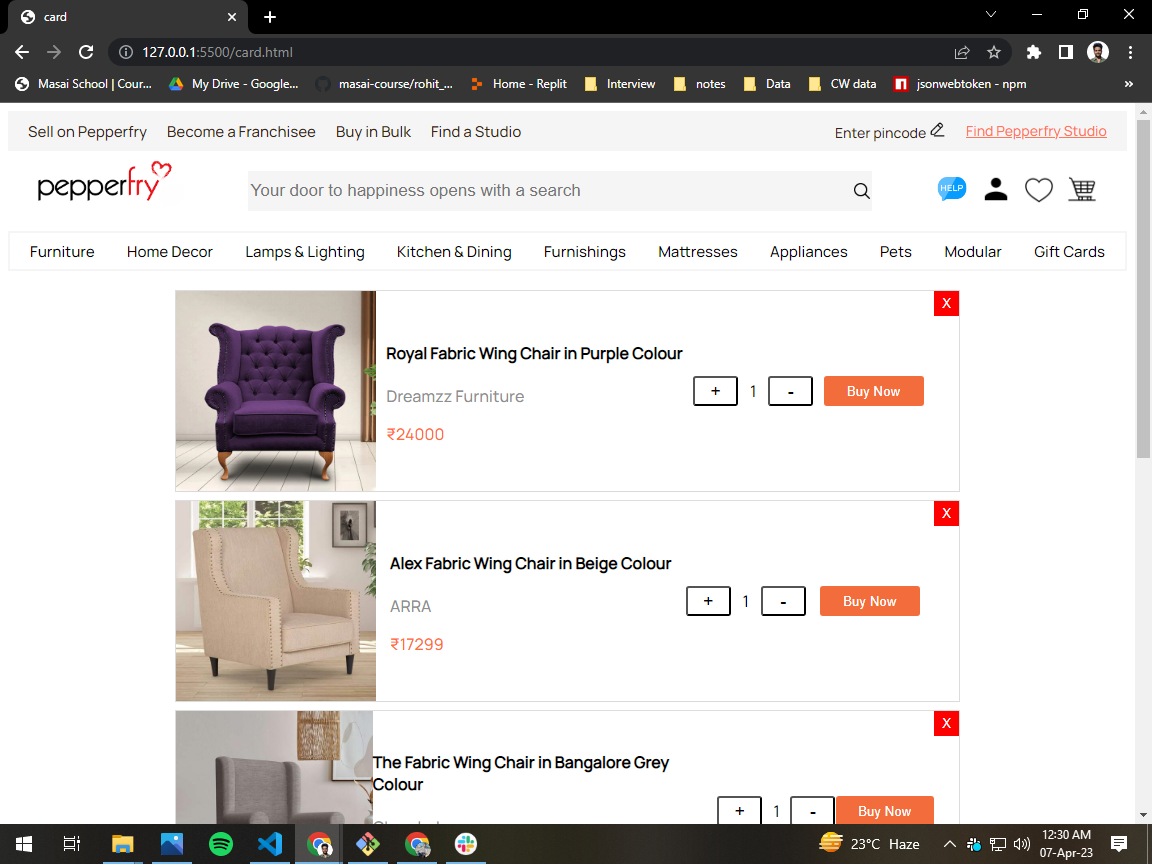 card
127.0.0.1:5500/card.html
Masai School | Cour... My Drive - Google... masai-course/rohit_... Home - Replit Interview notes Data CW data jsonwebtoken - npm »
Sell on Pepperfry Become a Franchisee Buy in Bulk Find a Studio Enter pincode Find Pepperfry Studio
pepperfry Your door to happiness opens with a search HELP
Furniture Home Decor Lamps & Lighting Kitchen & Dining Furnishings Mattresses Appliances Pets Modular Gift Cards
X
Royal Fabric Wing Chair in Purple Colour
Dreamzz Furniture
+ 1 - Buy Now
₹24000
X
Alex Fabric Wing Chair in Beige Colour
ARRA
+ 1 - Buy Now
₹17299
X
The Fabric Wing Chair in Bangalore Grey
Colour
+ 1 - Buy Now
23°C Haze
12:30 AM
07-Apr-23